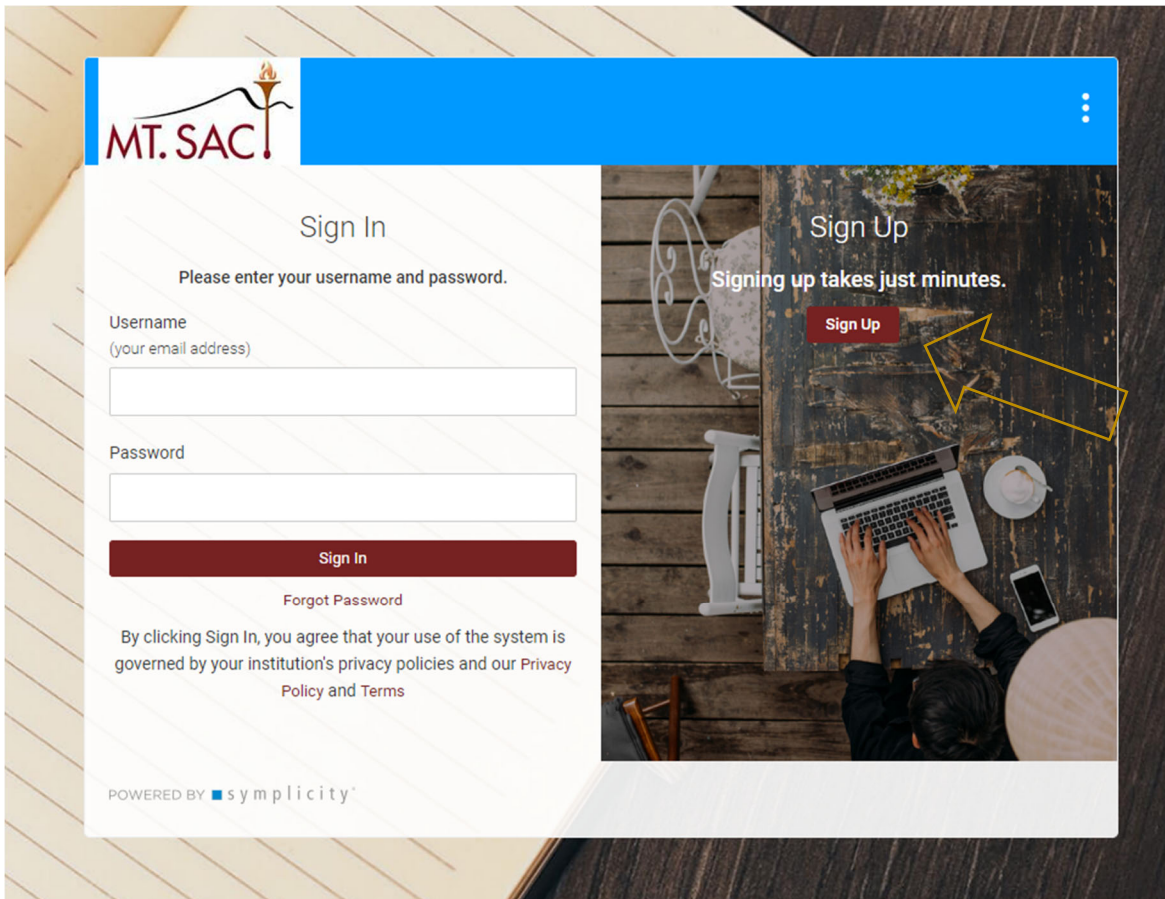 MT. SAC
Sign In
Please enter your username and password.
Username
(your email address)
Password
Sign In
Forgot Password
By clicking Sign In, you agree that your use of the system is
governed by your institution's privacy policies and our Privacy
Policy and Terms
POWERED BY symplicity
Sign Up
Signing up takes just minutes.
Sign Up